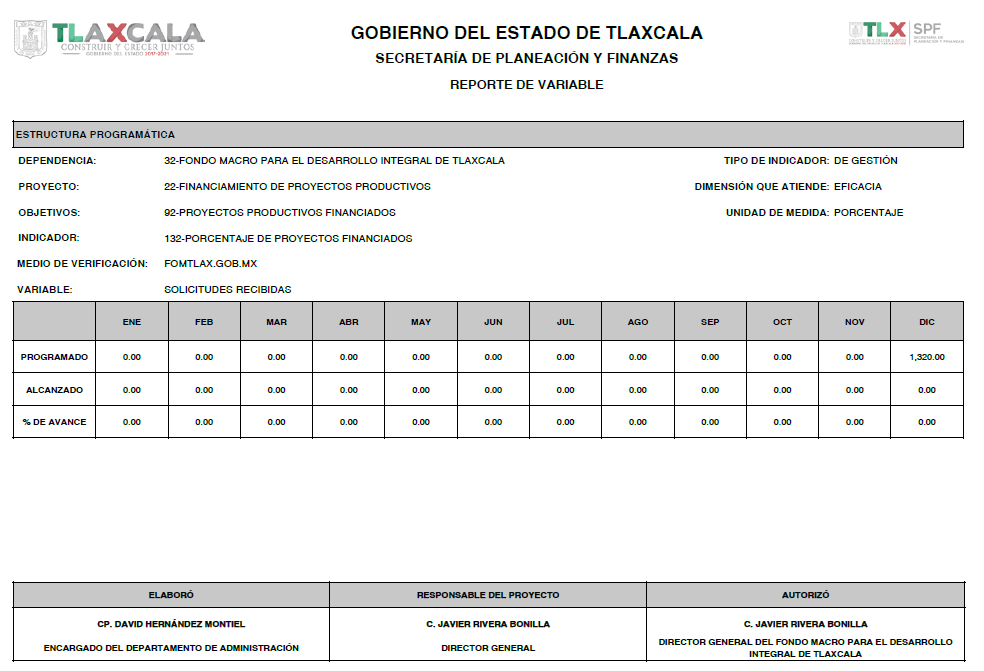 TLAXCALA
CONSTRUIR Y CRECER JUNTOS
GOBIERNO DEL ESTADO 2017-2021
GOBIERNO DEL ESTADO DE TLAXCALA
SECRETARÍA DE PLANEACIÓN Y FINANZAS
REPORTE DE VARIABLE
TLX SPF
SECRETARÍA DE
PLANEACIÓN Y FINANZAS
ESTRUCTURA PROGRAMÁTICA
DEPENDENCIA: 32-FONDO MACRO PARA EL DESARROLLO INTEGRAL DE TLAXCALA TIPO DE INDICADOR: DE GESTIÓN
PROYECTO: 22-FINANCIAMIENTO DE PROYECTOS PRODUCTIVOS DIMENSIÓN QUE ATIENDE: EFICACIA
OBJETIVOS: 92-PROYECTOS PRODUCTIVOS FINANCIADOS UNIDAD DE MEDIDA: PORCENTAJE
INDICADOR: 132-PORCENTAJE DE PROYECTOS FINANCIADOS
MEDIO DE VERIFICACIÓN: FOMTLAX.GOB.MX
VARIABLE: SOLICITUDES RECIBIDAS
ENE FEB MAR ABR MAY JUN JUL AGO SEP OCT NOV DIC
PROGRAMADO 0.00 0.00 0.00 0.00 0.00 0.00 0.00 0.00 0.00 0.00 0.00 1,320.00
ALCANZADO 0.00 0.00 0.00 0.00 0.00 0.00 0.00 0.00 0.00 0.00 0.00 0.00
% DE AVANCE 0.00 0.00 0.00 0.00 0.00 0.00 0.00 0.00 0.00 0.00 0.00 0.00
ELABORÓ RESPONSABLE DEL PROYECTO AUTORIZÓ
CP. DAVID HERNÁNDEZ MONTIEL C. JAVIER RIVERA BONILLA C. JAVIER RIVERA BONILLA
ENCARGADO DEL DEPARTAMENTO DE ADMINISTRACIÓN DIRECTOR GENERAL DIRECTOR GENERAL DEL FONDO MACRO PARA EL DESARROLLO
INTEGRAL DE TLAXCALA